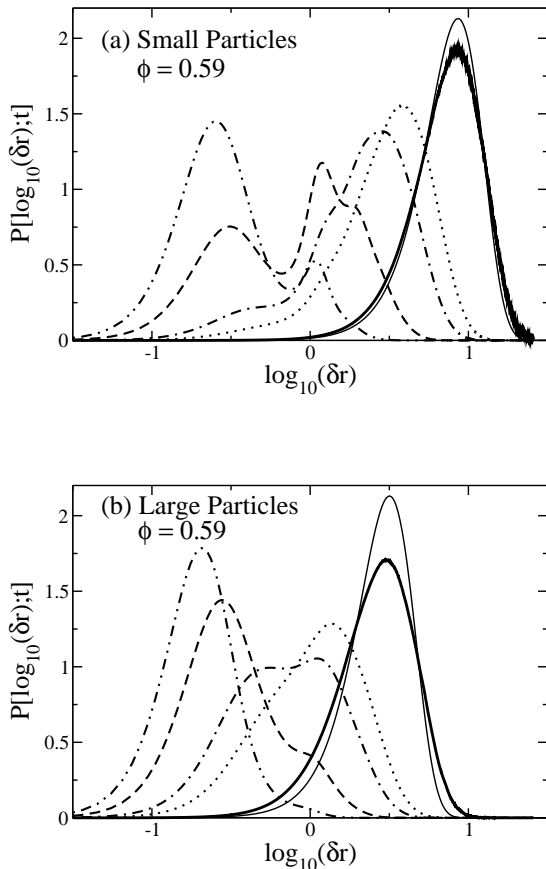 (a) Small Particles
ϕ = 0.59
P[log₁₀(δr);t]
2
1.5
1
0.5
0
-1
0
1
log₁₀(δr)
(b) Large Particles
ϕ = 0.59
P[log₁₀(δr);t]
2
1.5
1
0.5
0
-1
0
1
log₁₀(δr)